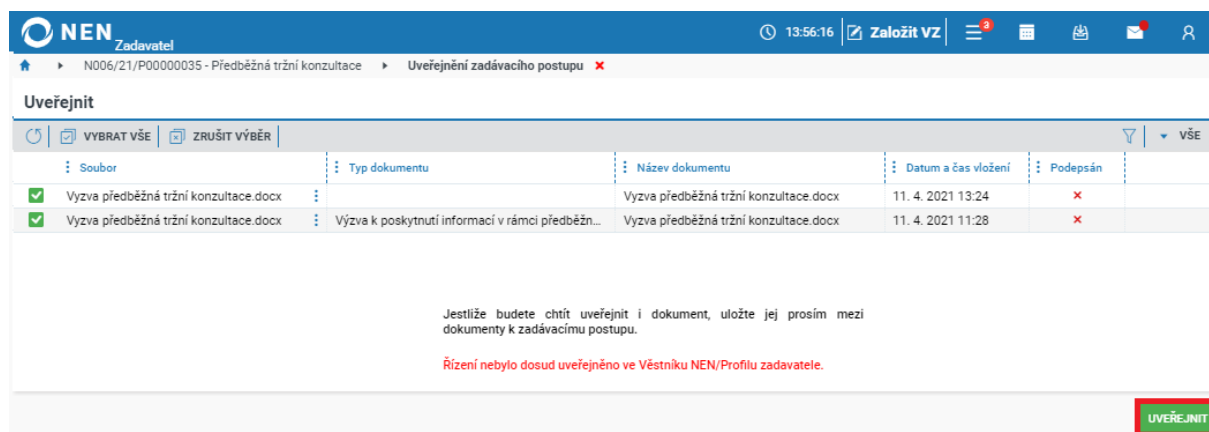 NEN Zadavatel 13:56:16 Založit VZ 3
N006/21/P00000035 - Předběžná tržní konzultace Uveřejnění zadávacího postupu
Uveřejnit
VYBRAT VŠE ZRUŠIT VÝBĚR VŠE
Soubor Typ dokumentu Název dokumentu Datum a čas vložení Podepsán
Vyzva předběžná tržní konzultace.docx Vyzva předběžná tržní konzultace.docx 11. 4. 2021 13:24
Vyzva předběžná tržní konzultace.docx Výzva k poskytnutí informací v rámci předběžn... Vyzva předběžná tržní konzultace.docx 11. 4. 2021 11:28
Jestliže budete chtít uveřejnit i dokument, uložte jej prosím mezi
dokumenty k zadávacímu postupu.
Řízení nebylo dosud uveřejněno ve Věstníku NEN/Profilu zadavatele.
UVEŘEJNIT